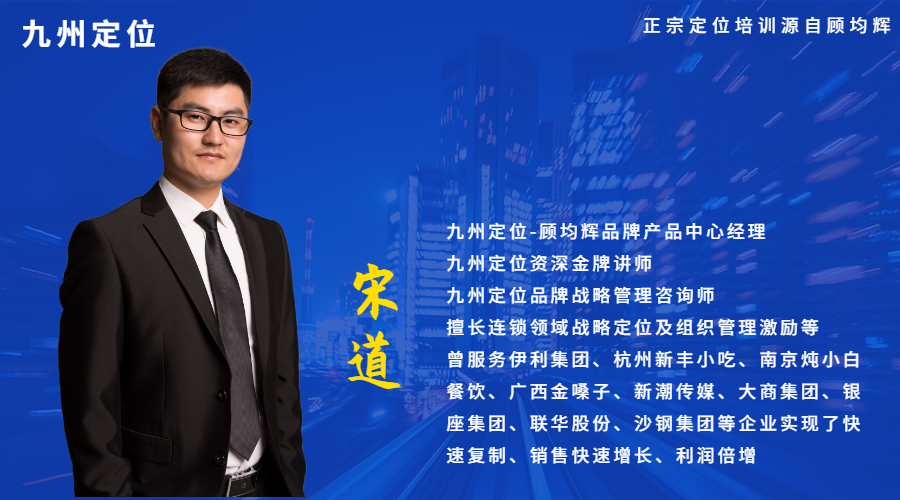 九州定位
正宗定位培训源自顾均辉
宋道
九州定位-顾均辉品牌产品中心经理
九州定位资深金牌讲师
九州定位品牌战略管理咨询师
擅长连锁领域战略定位及组织管理激励等
曾服务伊利集团、杭州新丰小吃、南京炖小白
餐饮、广西金嗓子、新潮传媒、大商集团、银
座集团、联华股份、沙钢集团等企业实现了快
速复制、销售快速增长、利润倍增